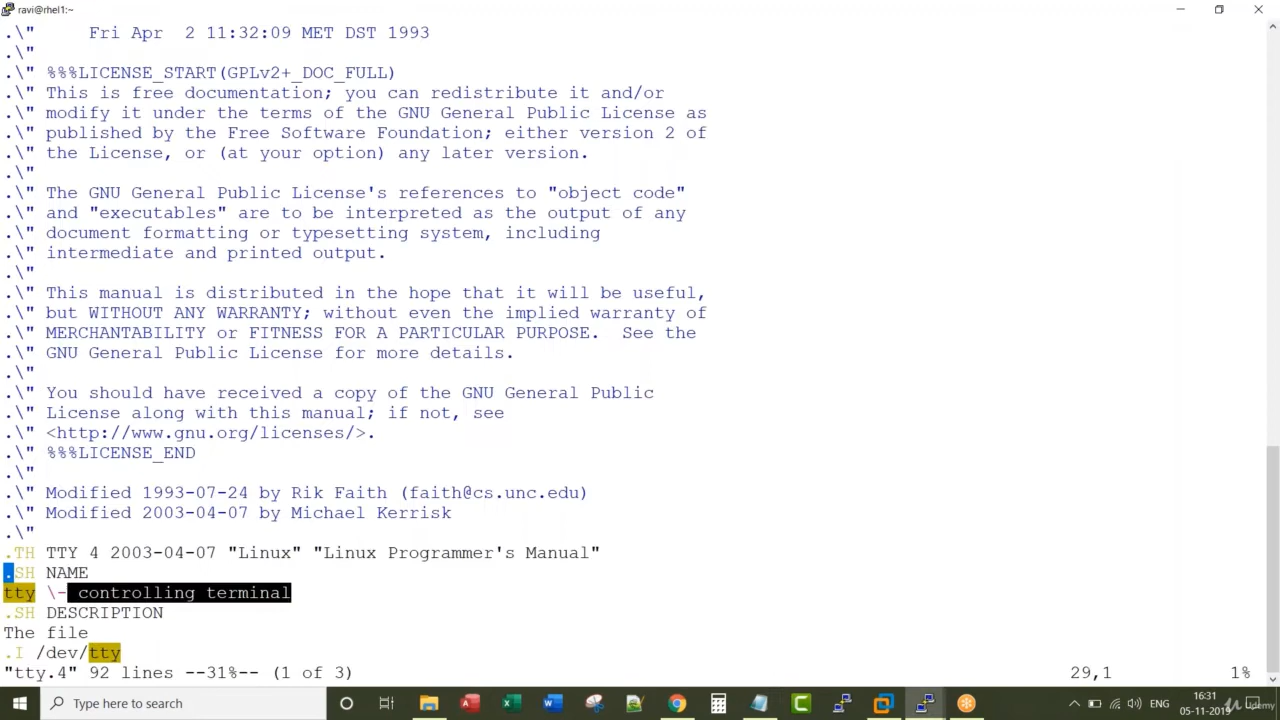 ravi@rhel1:~
.\"     Fri Apr  2 11:32:09 MET DST 1993
.\"
.\" %%%LICENSE_START(GPLv2+_DOC_FULL)
.\" This is free documentation; you can redistribute it and/or
.\" modify it under the terms of the GNU General Public License as
.\" published by the Free Software Foundation; either version 2 of
.\" the License, or (at your option) any later version.
.\"
.\" The GNU General Public License's references to "object code"
.\" and "executables" are to be interpreted as the output of any
.\" document formatting or typesetting system, including
.\" intermediate and printed output.
.\"
.\" This manual is distributed in the hope that it will be useful,
.\" but WITHOUT ANY WARRANTY; without even the implied warranty of
.\" MERCHANTABILITY or FITNESS FOR A PARTICULAR PURPOSE.  See the
.\" GNU General Public License for more details.
.\"
.\" You should have received a copy of the GNU General Public
.\" License along with this manual; if not, see
.\" <http://www.gnu.org/licenses/>.
.\" %%%LICENSE_END
.\"
.\" Modified 1993-07-24 by Rik Faith (faith@cs.unc.edu)
.\" Modified 2003-04-07 by Michael Kerrisk
.\"
.TH TTY 4 2003-04-07 "Linux" "Linux Programmer's Manual"
.SH NAME
tty \- controlling terminal
.SH DESCRIPTION
The file
.I /dev/tty
"tty.4" 92 lines --31%-- (1 of 3) 29,1 1%
Type here to search
ENG
16:31
05-11-2019
Udemy